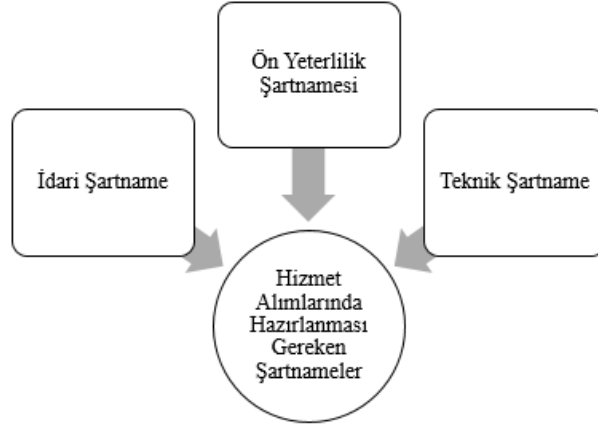 Ön Yeterlilik
Şartnamesi
İdari Şartname
Teknik Şartname
Hizmet
Alımlarında
Hazırlanması
Gereken
Şartnameler